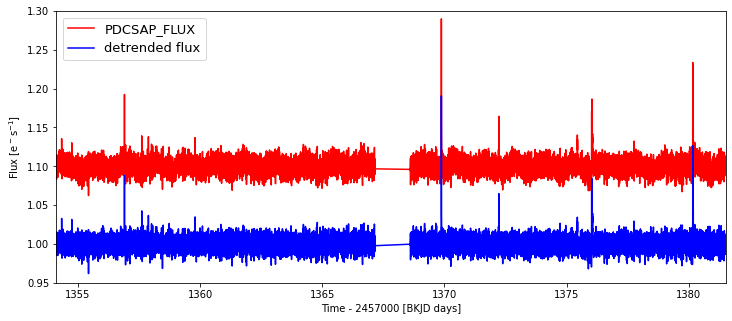 1.30
PDCSAP_FLUX
detrended flux
1.25
1.20
1.15
1.10
1.05
1.00
0.95
Flux [e⁻ s⁻¹]
1355 1360 1365 1370 1375 1380
Time - 2457000 [BKJD days]